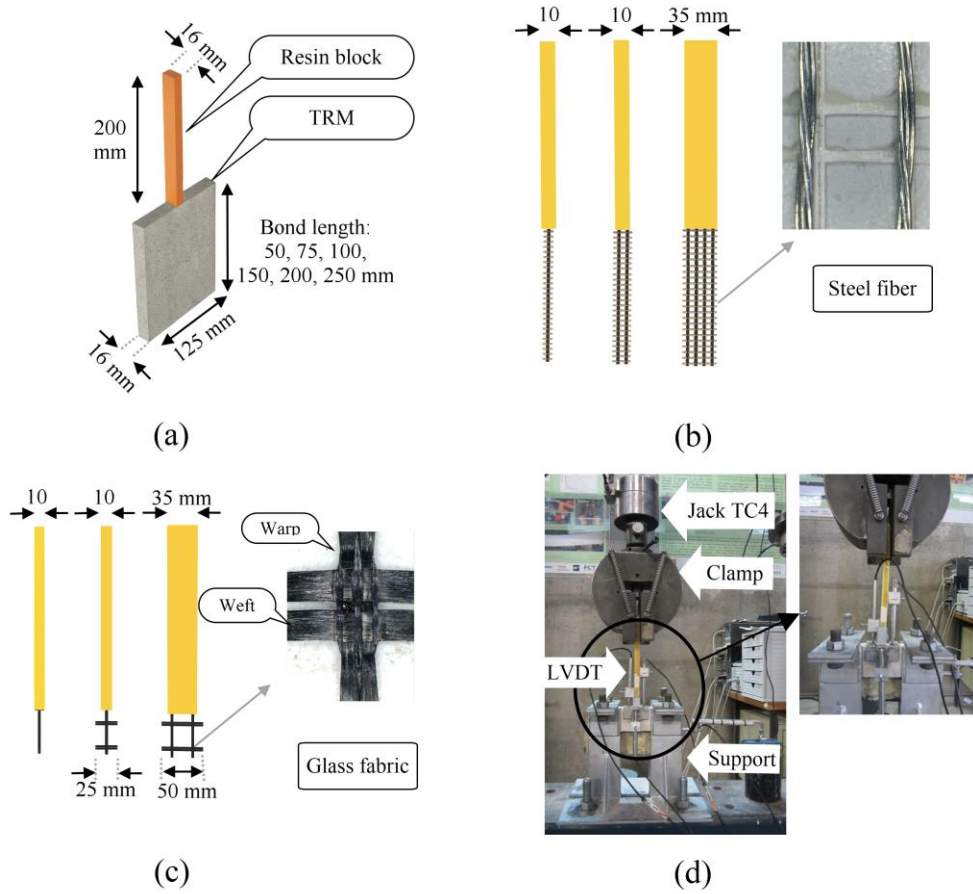 16 mm
Resin block
TRM
200
mm
Bond length:
50, 75, 100,
150, 200, 250 mm
125 mm
16 mm
(a)
10 10 35 mm
Steel fiber
(b)
10 10 35 mm
Warp
Weft
25 mm
50 mm
Glass fabric
(c)
Jack TC4
Clamp
LVDT
Support
(d)